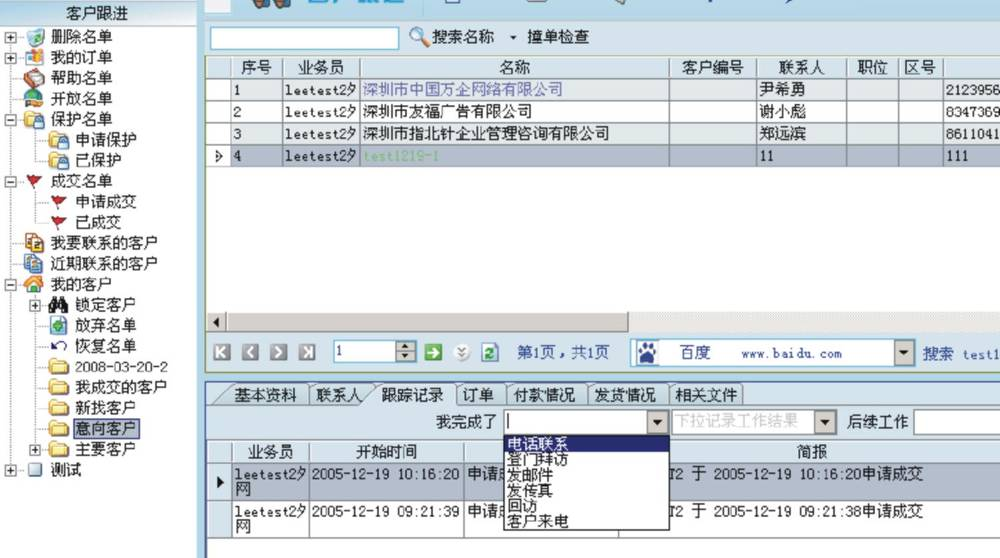 客户跟进
删除名单
我的订单
帮助名单
开放名单
保护名单
申请保护
已保护
成交名单
申请成交
已成交
我要联系的客户
近期联系的客户
我的客户
锁定客户
放弃名单
恢复名单
2008-03-20-2
我成交的客户
新找客户
意向客户
主要客户
测试
搜索名称 撞单检查
序号 业务员 名称 客户编号 联系人 职位 区号
1 leetest2夕 深圳市中国万企网络有限公司 尹希勇 2123956
2 leetest2夕 深圳市友福广告有限公司 谢小彪 8347369
3 leetest2夕 深圳市指北针企业管理咨询有限公司 郑远滨 8611041
4 leetest2夕 test1219-1 11 111
1 第1页,共1页 百度 www.baidu.com 搜索 test1
基本资料 联系人 跟踪记录 订单 付款情况 发货情况 相关文件
我完成了 下拉记录工作结果 后续工作
电话联系
登门拜访
发邮件
发传真
回访
客户来电
业务员 开始时间 简报
leetest2夕网 2005-12-19 10:16:20 申请 T2 于 2005-12-19 10:16:20申请成交
leetest2夕网 2005-12-19 09:21:39 申请 T2 于 2005-12-19 09:21:38申请成交